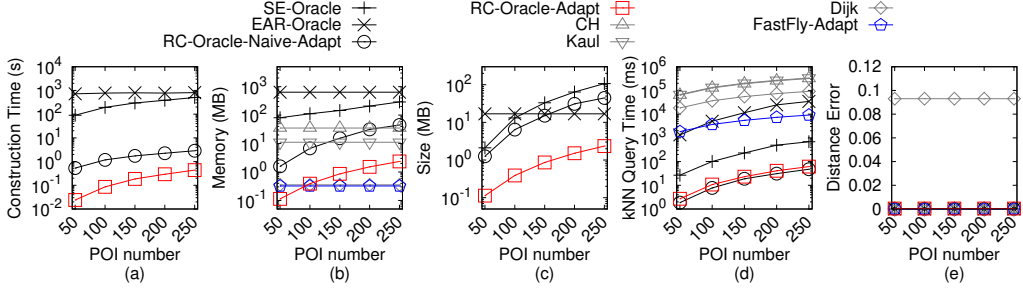 SE-Oracle
EAR-Oracle
RC-Oracle-Naive-Adapt
RC-Oracle-Adapt
CH
Kaul
Dijk
FastFly-Adapt
Construction Time (s)
10^4
10^3
10^2
10^1
10^0
10^-1
10^-2
50 100 150 200 250
POI number
(a)
Memory (MB)
10^3
10^2
10^1
10^0
10^-1
50 100 150 200 250
POI number
(b)
Size (MB)
10^2
10^1
10^0
10^-1
50 100 150 200 250
POI number
(c)
kNN Query Time (ms)
10^6
10^5
10^4
10^3
10^2
10^1
10^0
50 100 150 200 250
POI number
(d)
Distance Error
0.12
0.1
0.08
0.06
0.04
0.02
0
50 100 150 200 250
POI number
(e)